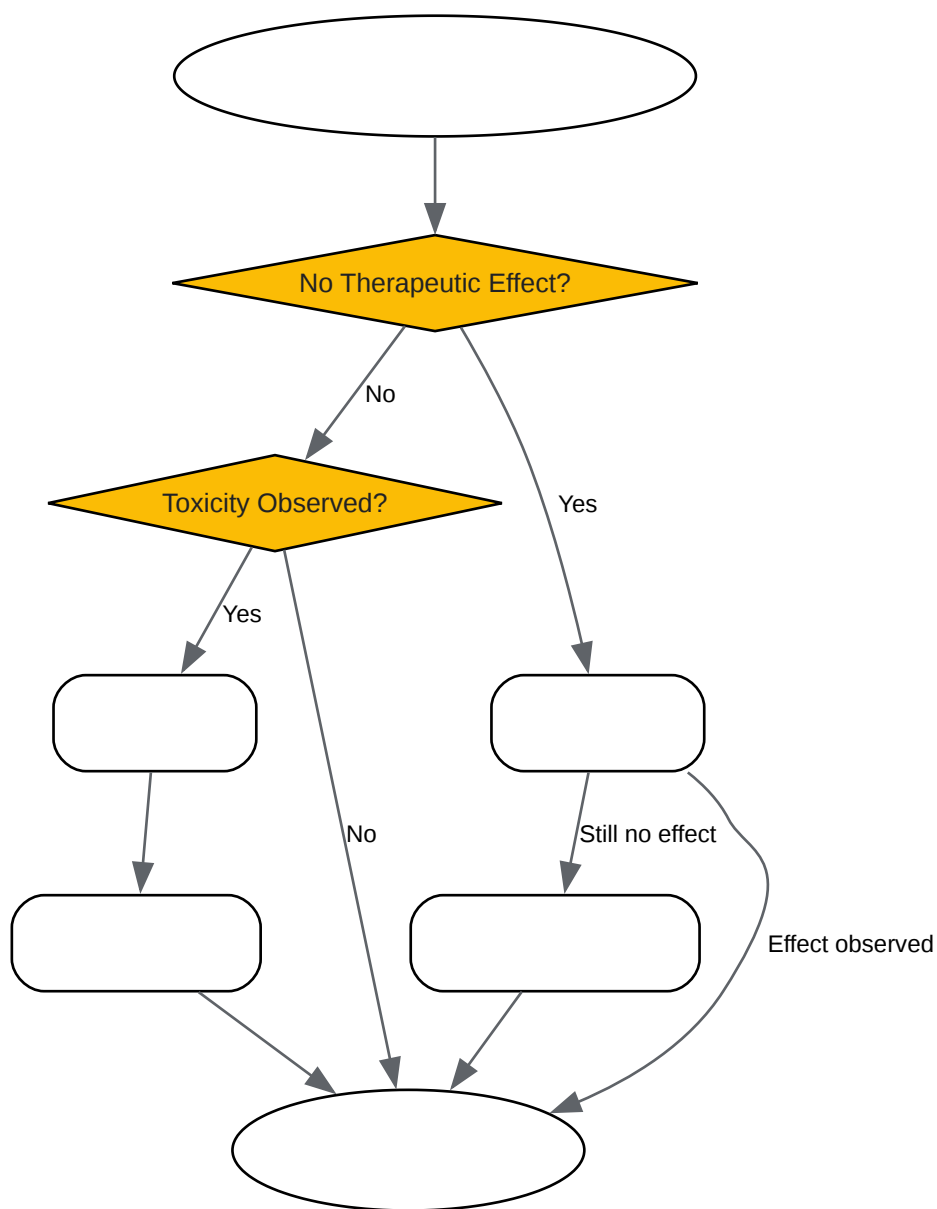 No Therapeutic Effect?
No
Toxicity Observed?
Yes
Yes
No
Still no effect
Effect observed